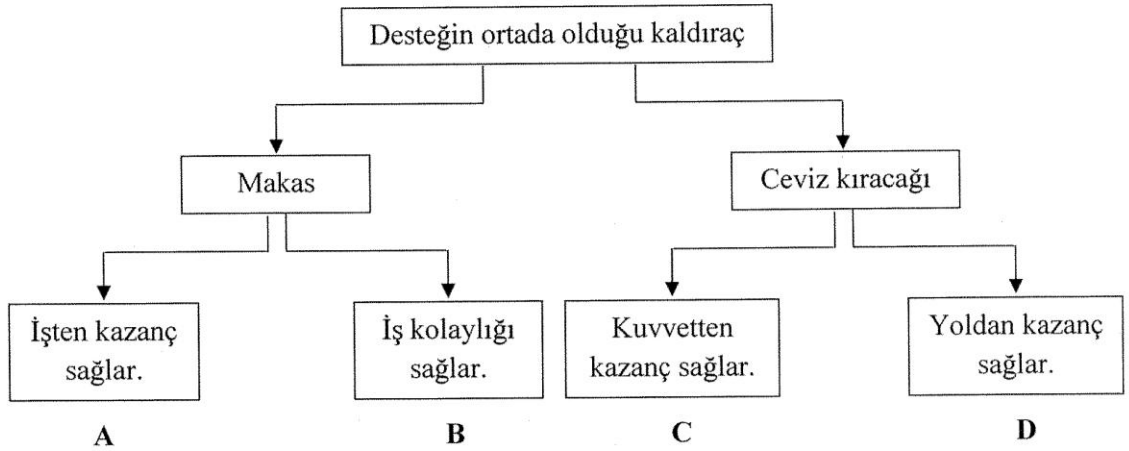 Desteğin ortada olduğu kaldıraç
Makas
Ceviz kıracağı
İşten kazanç
sağlar.
İş kolaylığı
sağlar.
Kuvvetten
kazanç sağlar.
Yoldan kazanç
sağlar.
A
B
C
D